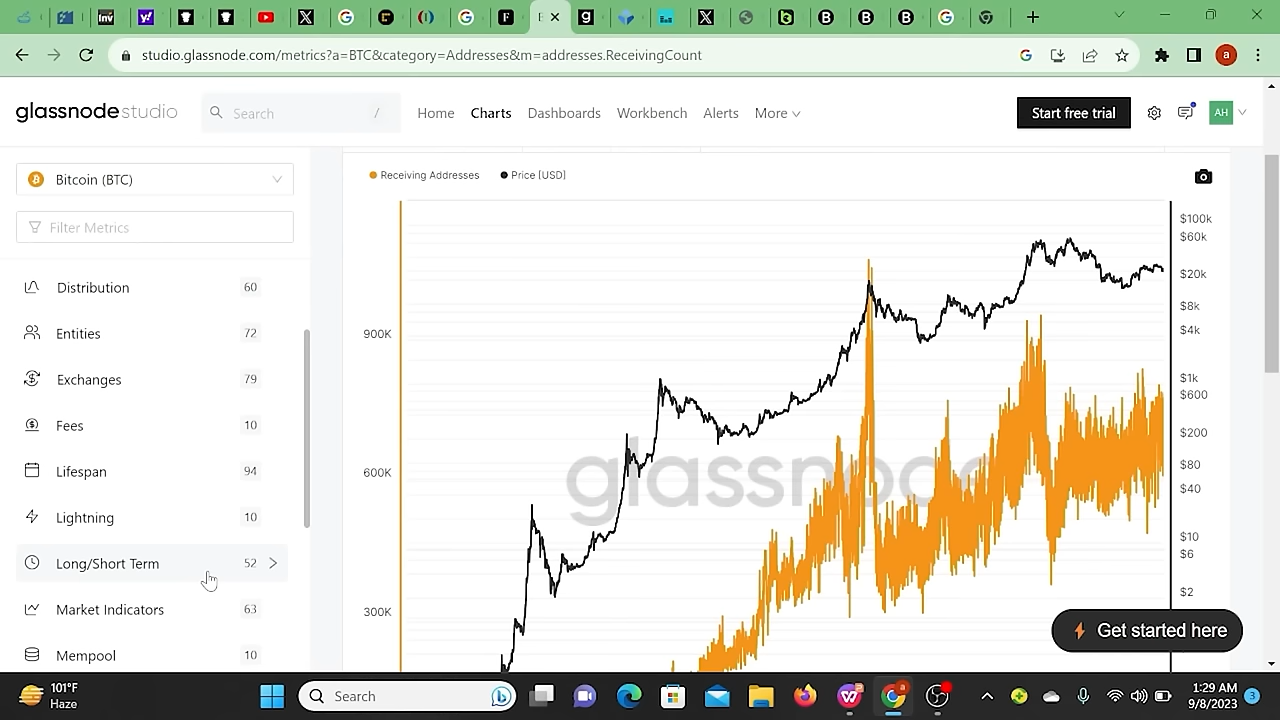 studio.glassnode.com/metrics?a=BTC&category=Addresses&m=addresses.ReceivingCount
a
glassnode studio
Search /
Home Charts Dashboards Workbench Alerts More
Start free trial
AH
Bitcoin (BTC)
Filter Metrics
Distribution 60
Entities 72
Exchanges 79
Fees 10
Lifespan 94
Lightning 10
Long/Short Term 52
Market Indicators 63
Mempool 10
Receiving Addresses Price [USD]
900K
600K
300K
glassnode
$100k
$60k
$20k
$8k
$4k
$1k
$600
$200
$80
$40
$10
$6
$2
Get started here
101°F
Haze
Search
1:29 AM
9/8/2023
3